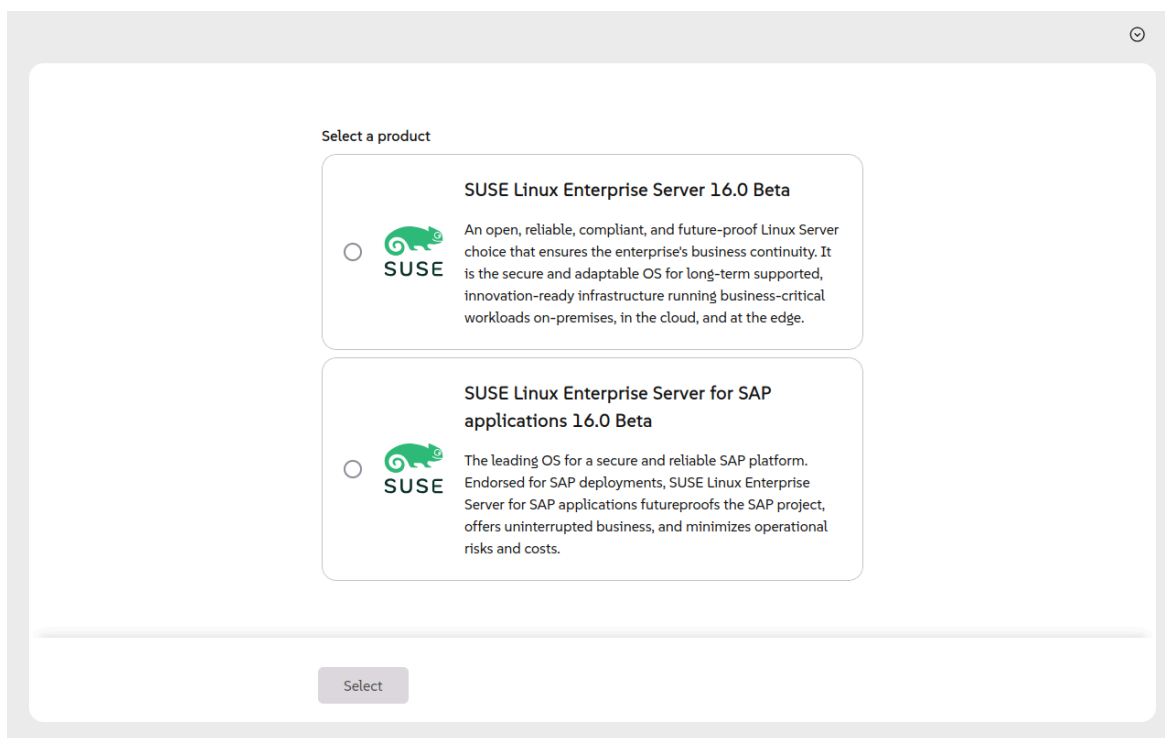 Select a product
SUSE Linux Enterprise Server 16.0 Beta
An open, reliable, compliant, and future-proof Linux Server
choice that ensures the enterprise's business continuity. It
is the secure and adaptable OS for long-term supported,
innovation-ready infrastructure running business-critical
workloads on-premises, in the cloud, and at the edge.
SUSE
SUSE Linux Enterprise Server for SAP
applications 16.0 Beta
The leading OS for a secure and reliable SAP platform.
Endorsed for SAP deployments, SUSE Linux Enterprise
Server for SAP applications futureproofs the SAP project,
offers uninterrupted business, and minimizes operational
risks and costs.
SUSE
Select